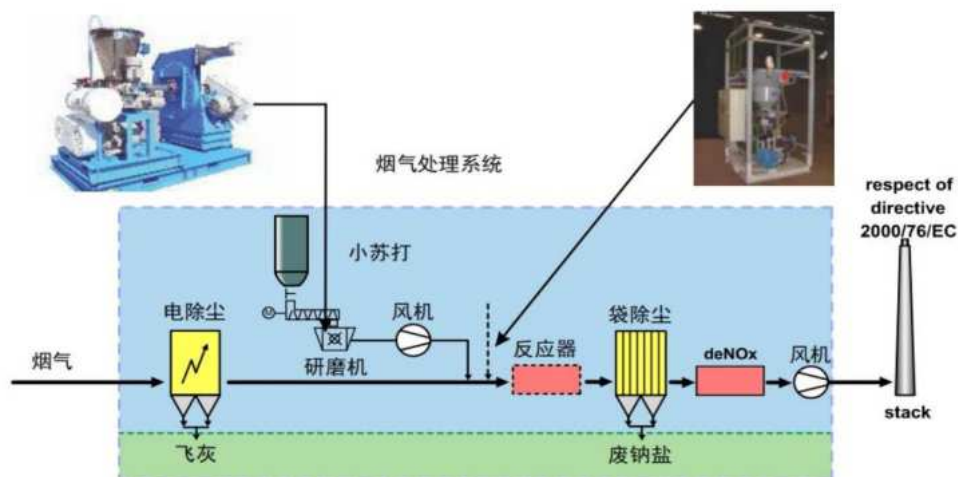 烟气处理系统
respect of
directive
2000/76/EC
小苏打
电除尘
风机
袋除尘
烟气
研磨机
反应器
deNOx
风机
stack
飞灰
废钠盐